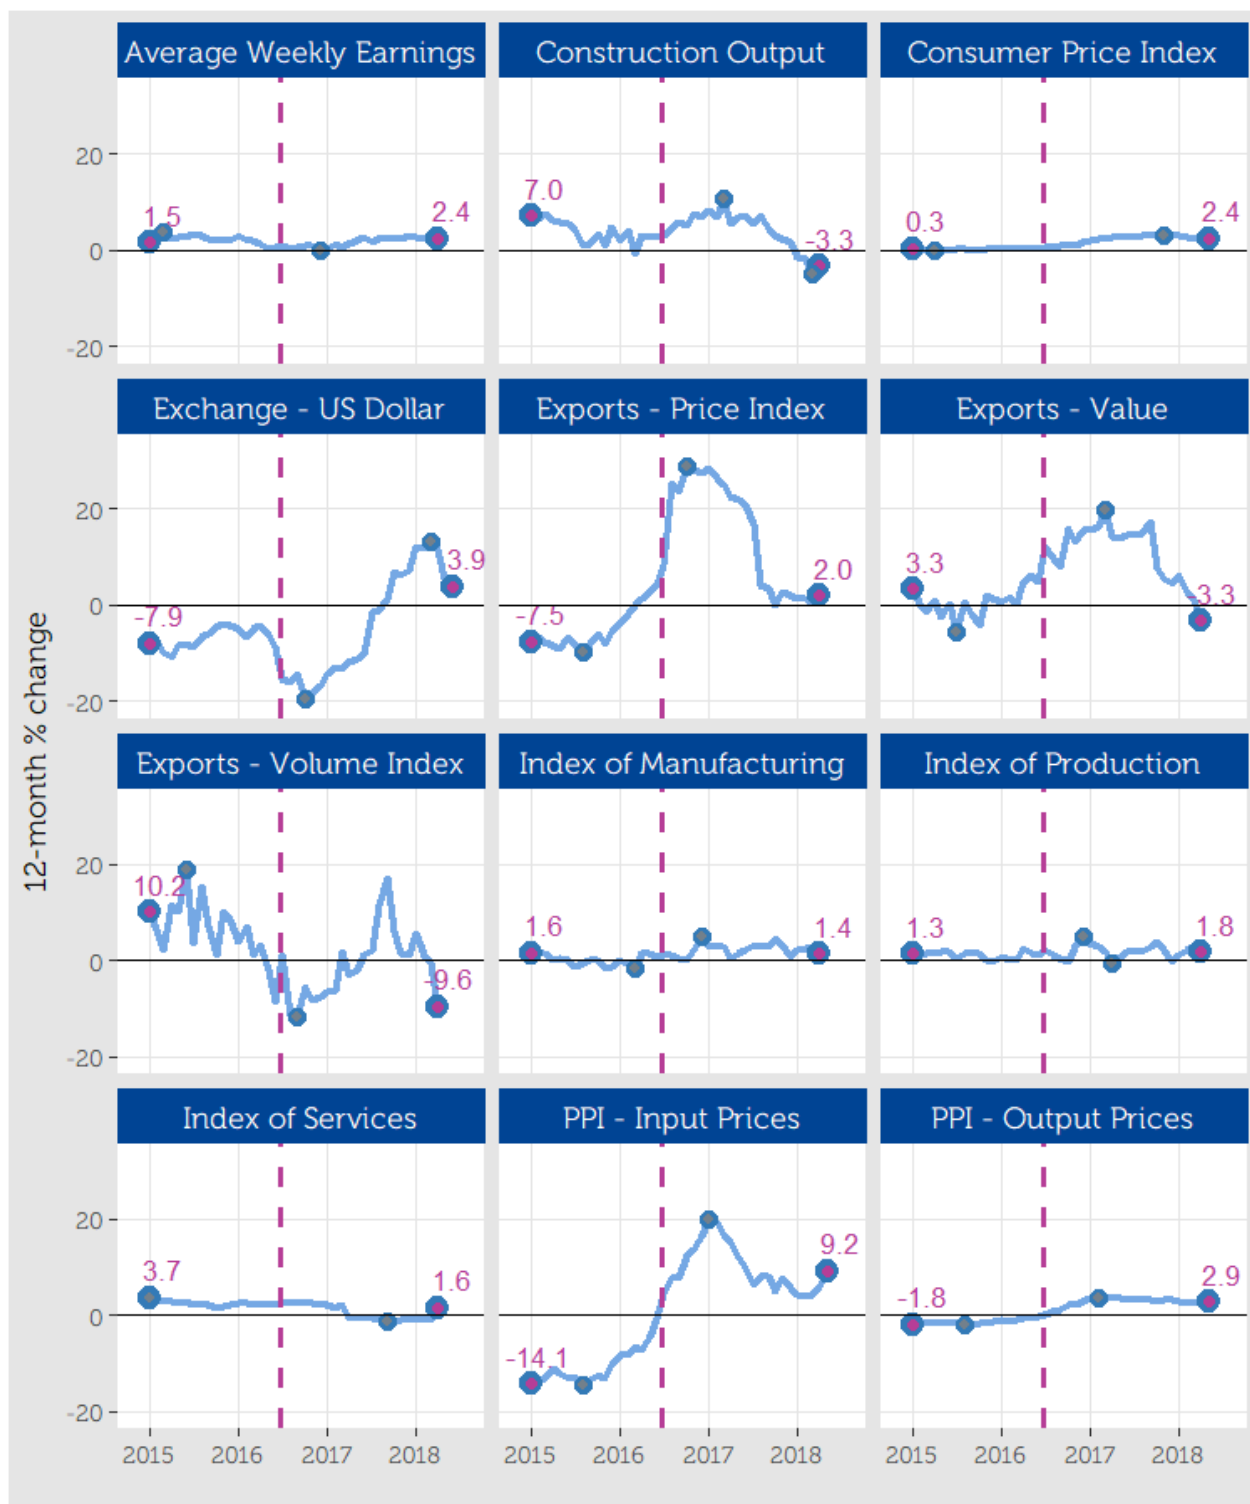 Average Weekly Earnings
Construction Output
Consumer Price Index
20
0
-20
1.5
2.4
7.0
-3.3
0.3
2.4
Exchange - US Dollar
Exports - Price Index
Exports - Value
20
0
-20
-7.9
3.9
-7.5
2.0
3.3
-3.3
12-month % change
Exports - Volume Index
Index of Manufacturing
Index of Production
20
0
-20
10.2
-9.6
1.6
1.4
1.3
1.8
Index of Services
PPI - Input Prices
PPI - Output Prices
20
0
-20
3.7
1.6
-14.1
9.2
-1.8
2.9
2015 2016 2017 2018
2015 2016 2017 2018
2015 2016 2017 2018